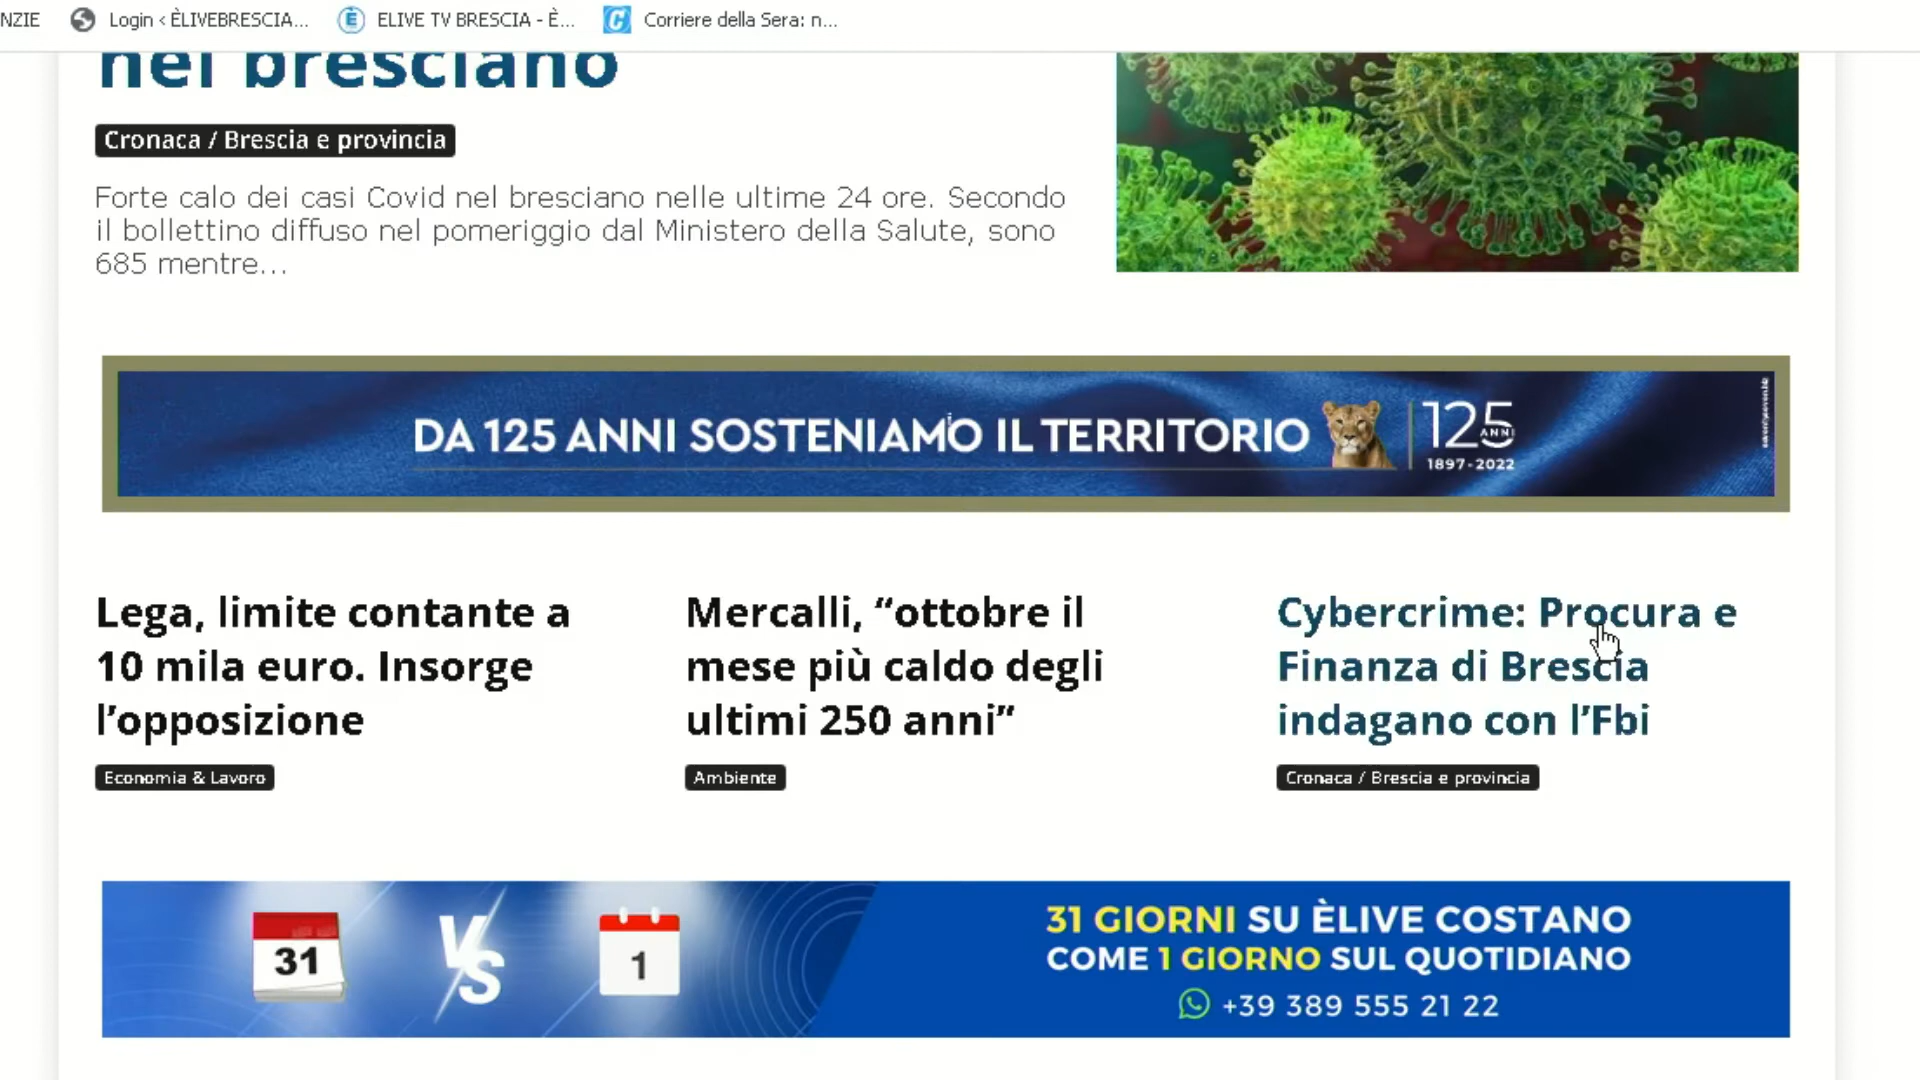 NZIE
Login ‹ ÈLIVEBRESCIA...
ELIVE TV BRESCIA - È...
Corriere della Sera: n...
nel bresciano
Cronaca / Brescia e provincia
Forte calo dei casi Covid nel bresciano nelle ultime 24 ore. Secondo
il bollettino diffuso nel pomeriggio dal Ministero della Salute, sono
685 mentre...
DA 125 ANNI SOSTENIAMO IL TERRITORIO
125
ANNI
1897-2022
Lega, limite contante a
10 mila euro. Insorge
l’opposizione
Economia & Lavoro
Mercalli, “ottobre il
mese più caldo degli
ultimi 250 anni”
Ambiente
Cybercrime: Procura e
Finanza di Brescia
indagano con l’Fbi
Cronaca / Brescia e provincia
31
VS
1
31 GIORNI SU ÈLIVE COSTANO
COME 1 GIORNO SUL QUOTIDIANO
+39 389 555 21 22